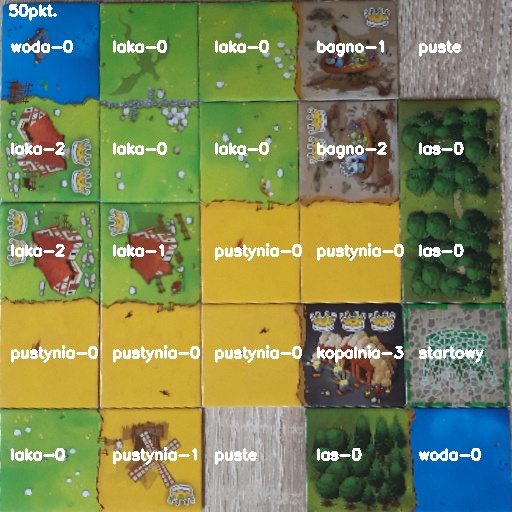 50pkt.
woda-0 laka-0 laka-0 bagno-1 puste
laka-2 laka-0 laka-0 bagno-2 las-0
laka-2 laka-1 pustynia-0 pustynia-0 las-0
pustynia-0 pustynia-0 pustynia-0 kopalnia-3 startowy
laka-0 pustynia-1 puste las-0 woda-0